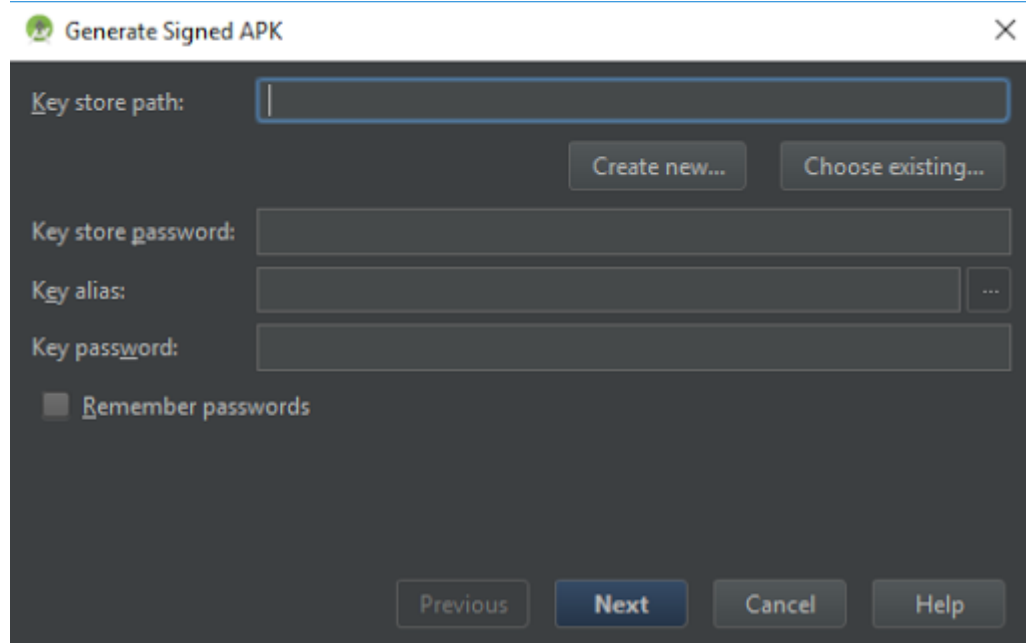 Generate Signed APK
Key store path:
Create new... Choose existing...
Key store password:
Key alias: ...
Key password:
Remember passwords
Previous Next Cancel Help